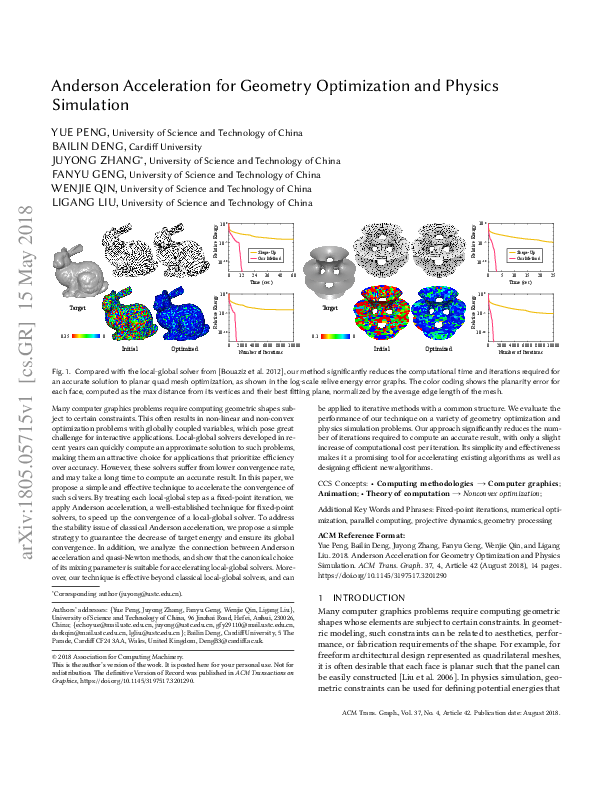 Anderson Acceleration for Geometry Optimization and Physics
Simulation
YUE PENG, University of Science and Technology of China
BAILIN DENG, Cardiff University
JUYONG ZHANG*, University of Science and Technology of China
FANYU GENG, University of Science and Technology of China
WENJIE QIN, University of Science and Technology of China
LIGANG LIU, University of Science and Technology of China
arXiv:1805.05715v1 [cs.GR] 15 May 2018
Target
Initial
Optimized
Relative Energy
Shape-Up
Our Method
Time (sec)
Relative Energy
Number of Iterations
Target
Initial
Optimized
Relative Energy
Time (sec)
Relative Energy
Number of Iterations
Fig. 1. Compared with the local-global solver from [Bouaziz et al. 2012], our method significantly reduces the computational time and iterations required for
an accurate solution to planar quad mesh optimization, as shown in the log-scale relive energy error graphs. The color coding shows the planarity error for
each face, computed as the max distance from its vertices and their best fitting plane, normalized by the average edge length of the mesh.
Many computer graphics problems require computing geometric shapes sub-
ject to certain constraints. This often results in non-linear and non-convex
optimization problems with globally coupled variables, which pose great
challenge for interactive applications. Local-global solvers developed in re-
cent years can quickly compute an approximate solution to such problems,
making them an attractive choice for applications that prioritize efficiency
over accuracy. However, these solvers suffer from lower convergence rate,
and may take a long time to compute an accurate result. In this paper, we
propose a simple and effective technique to accelerate the convergence of
such solvers. By treating each local-global step as a fixed-point iteration, we
apply Anderson acceleration, a well-established technique for fixed-point
solvers, to speed up the convergence of a local-global solver. To address
the stability issue of classical Anderson acceleration, we propose a simple
strategy to guarantee the decrease of target energy and ensure its global
convergence. In addition, we analyze the connection between Anderson
acceleration and quasi-Newton methods, and show that the canonical choice
of its mixing parameter is suitable for accelerating local-global solvers. More-
over, our technique is effective beyond classical local-global solvers, and can
*Corresponding author (juyong@ustc.edu.cn).
Authors' addresses: {Yue Peng, Juyong Zhang, Fanyu Geng, Wenjie Qin, Ligang Liu},
University of Science and Technology of China, 96 Jinzhai Road, Hefei, Anhui, 230026,
China; {echoyue@mail.ustc.edu.cn, juyong@ustc.edu.cn, gfy29110@mail.ustc.edu.cn,
darkqin@mail.ustc.edu.cn, lgliu@ustc.edu.cn }; Bailin Deng, Cardiff University, 5 The
Parade, Cardiff CF24 3AA, Wales, United Kingdom, DengB3@cardiff.ac.uk.
© 2018 Association for Computing Machinery.
This is the author's version of the work. It is posted here for your personal use. Not for
redistribution. The definitive Version of Record was published in ACM Transactions on
Graphics, https://doi.org/10.1145/3197517.3201290.
be applied to iterative methods with a common structure. We evaluate the
performance of our technique on a variety of geometry optimization and
physics simulation problems. Our approach significantly reduces the num-
ber of iterations required to compute an accurate result, with only a slight
increase of computational cost per iteration. Its simplicity and effectiveness
makes it a promising tool for accelerating existing algorithms as well as
designing efficient new algorithms.
CCS Concepts: • Computing methodologies → Computer graphics;
Animation; • Theory of computation → Nonconvex optimization;
Additional Key Words and Phrases: Fixed-point iterations, numerical opti-
mization, parallel computing, projective dynamics, geometry processing
ACM Reference Format:
Yue Peng, Bailin Deng, Juyong Zhang, Fanyu Geng, Wenjie Qin, and Ligang
Liu. 2018. Anderson Acceleration for Geometry Optimization and Physics
Simulation. ACM Trans. Graph. 37, 4, Article 42 (August 2018), 14 pages.
https://doi.org/10.1145/3197517.3201290
1 INTRODUCTION
Many computer graphics problems require computing geometric
shapes whose elements are subject to certain constraints. In geomet-
ric modeling, such constraints can be related to aesthetics, perfor-
mance, or fabrication requirements of the shape. For example, for
freeform architectural design represented as quadrilateral meshes,
it is often desirable that each face is planar such that the panel can
be easily constructed [Liu et al. 2006]. In physics simulation, geo-
metric constraints can be used for defining potential energies that
ACM Trans. Graph., Vol. 37, No. 4, Article 42. Publication date: August 2018.